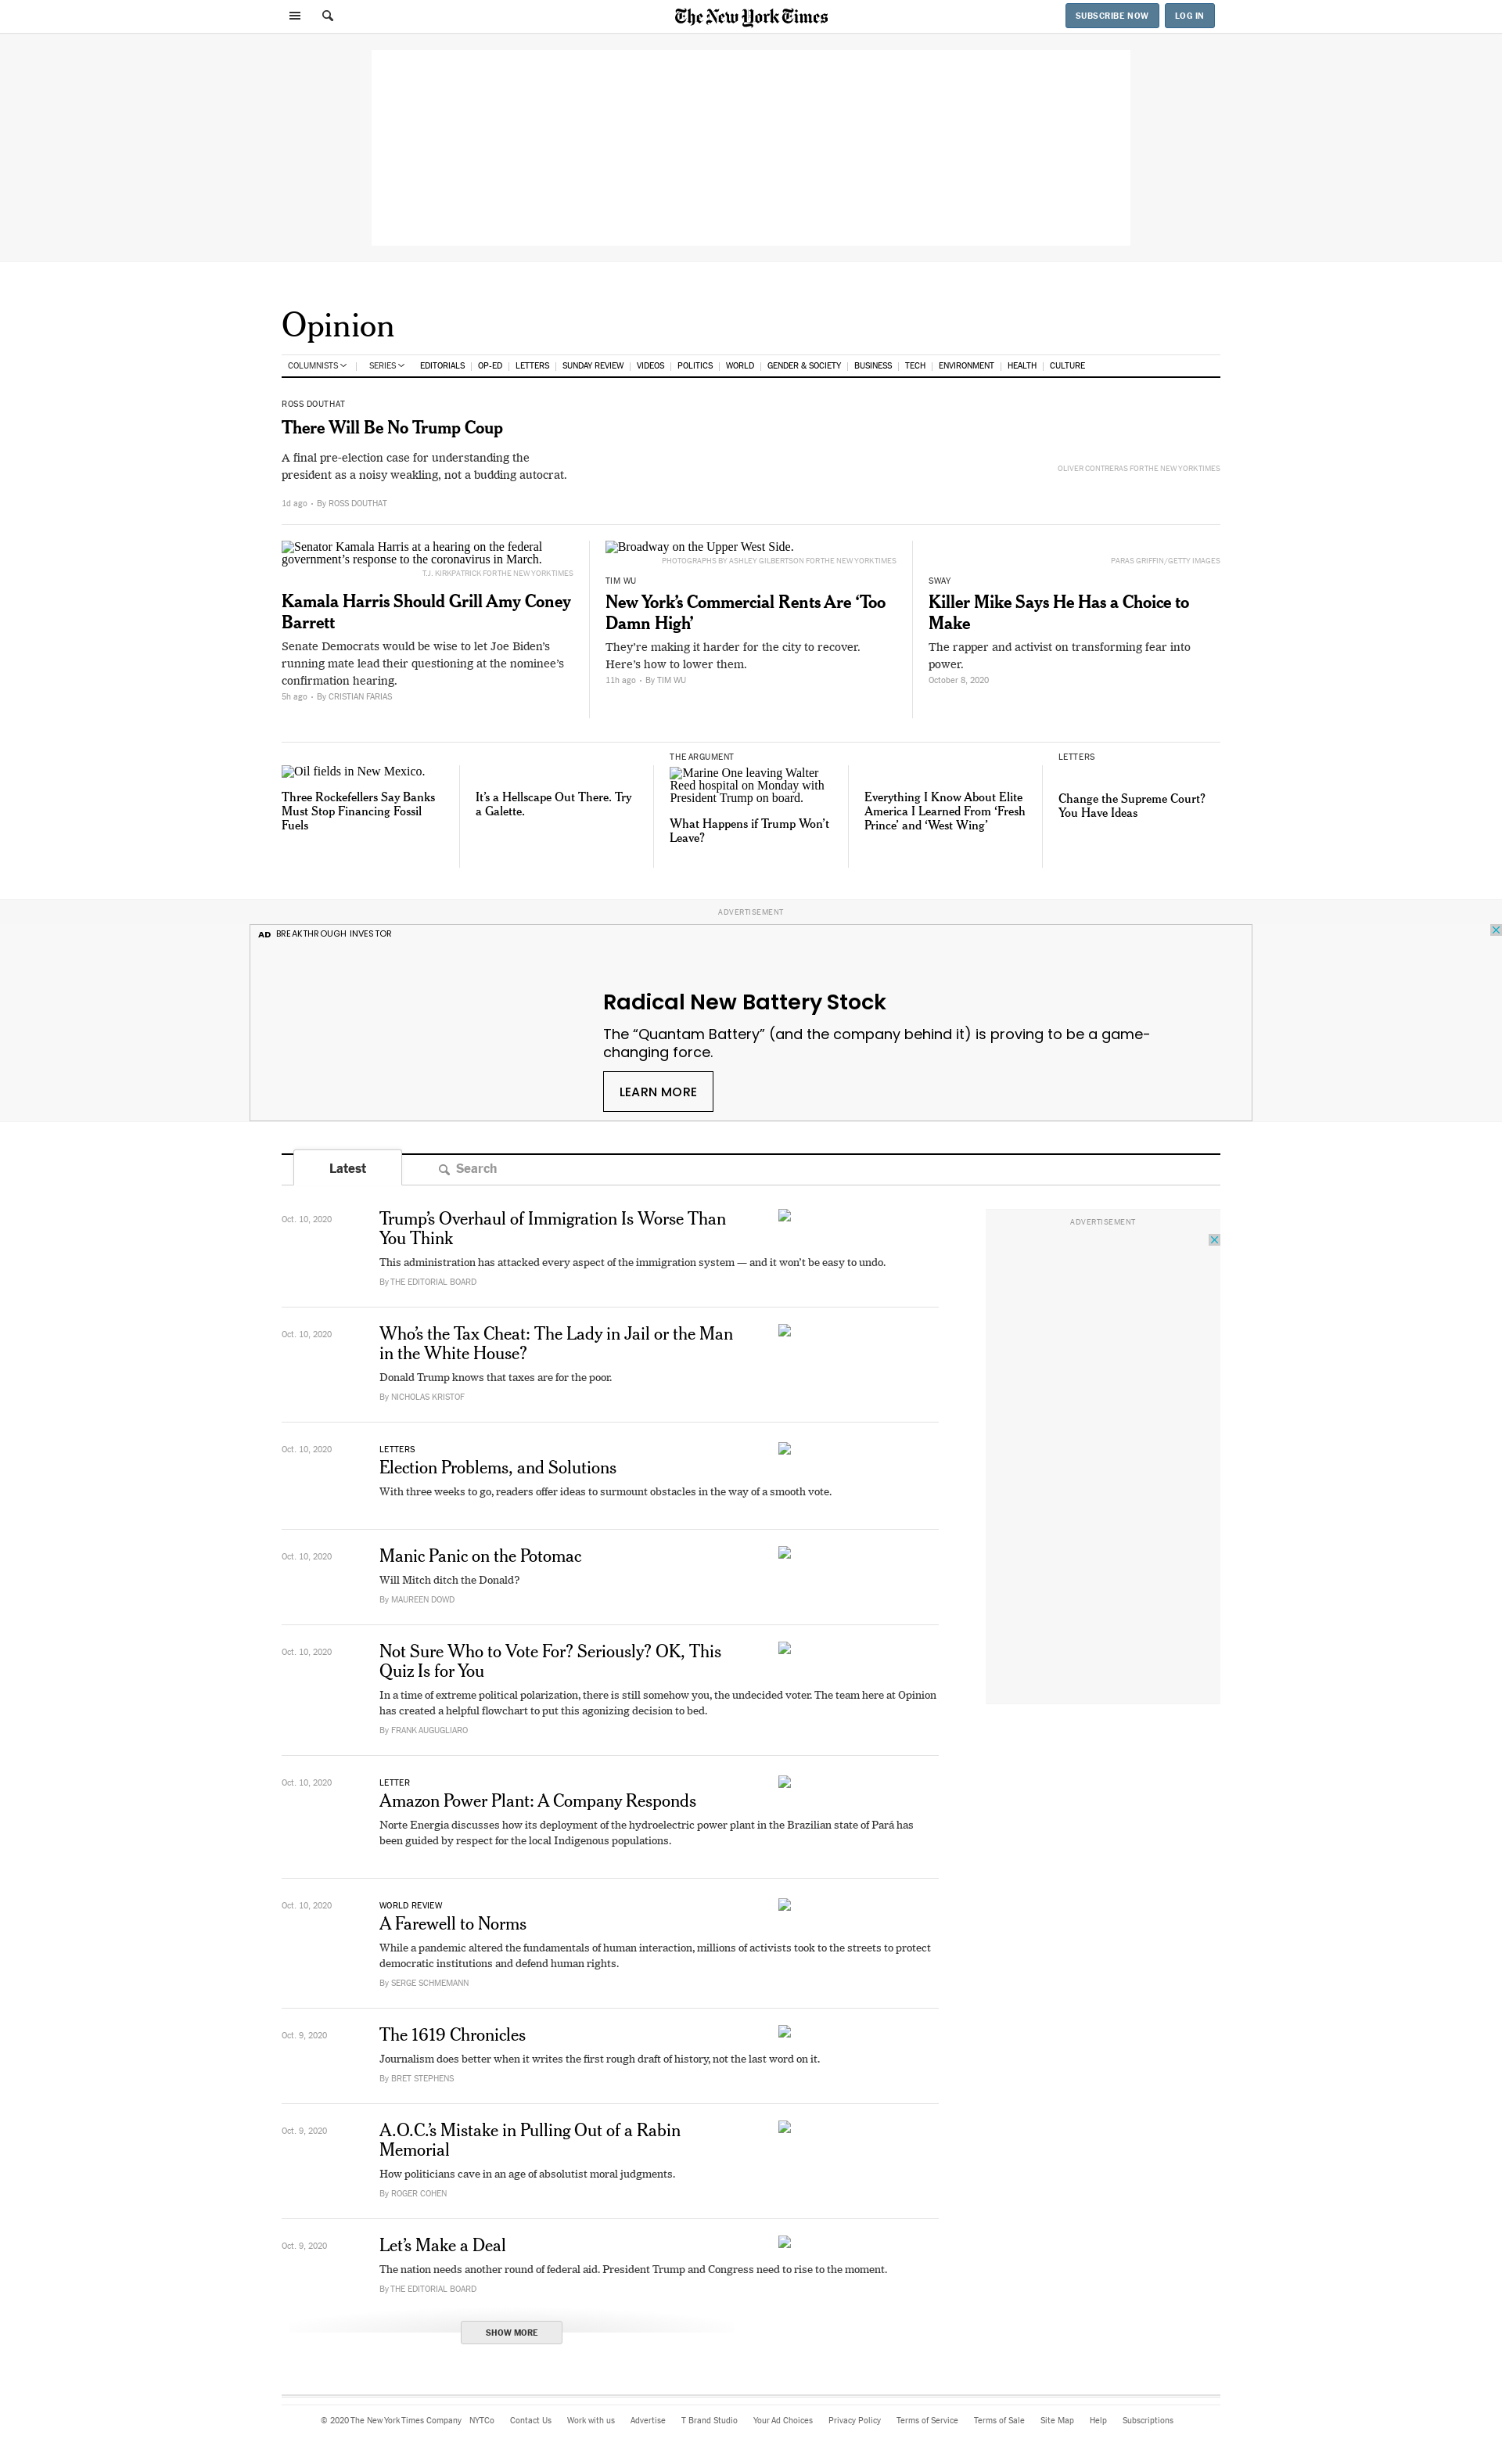 The New York Times
SUBSCRIBE NOW
LOG IN
Opinion
COLUMNISTS
SERIES
EDITORIALS
OP-ED
LETTERS
SUNDAY REVIEW
VIDEOS
POLITICS
WORLD
GENDER & SOCIETY
BUSINESS
TECH
ENVIRONMENT
HEALTH
CULTURE
ROSS DOUTHAT
There Will Be No Trump Coup
A final pre-election case for understanding the
president as a noisy weakling, not a budding autocrat.
1d ago • By ROSS DOUTHAT
OLIVER CONTRERAS FOR THE NEW YORK TIMES
Senator Kamala Harris at a hearing on the federal
government’s response to the coronavirus in March.
T.J. KIRKPATRICK FOR THE NEW YORK TIMES
Kamala Harris Should Grill Amy Coney
Barrett
Senate Democrats would be wise to let Joe Biden’s
running mate lead their questioning at the nominee’s
confirmation hearing.
5h ago • By CRISTIAN FARIAS
Broadway on the Upper West Side.
PHOTOGRAPHS BY ASHLEY GILBERTSON FOR THE NEW YORK TIMES
TIM WU
New York’s Commercial Rents Are ‘Too
Damn High’
They’re making it harder for the city to recover.
Here’s how to lower them.
11h ago • By TIM WU
PARAS GRIFFIN/GETTY IMAGES
SWAY
Killer Mike Says He Has a Choice to
Make
The rapper and activist on transforming fear into
power.
October 8, 2020
Oil fields in New Mexico.
Three Rockefellers Say Banks
Must Stop Financing Fossil
Fuels
It’s a Hellscape Out There. Try
a Galette.
THE ARGUMENT
Marine One leaving Walter
Reed hospital on Monday with
President Trump on board.
What Happens if Trump Won’t
Leave?
Everything I Know About Elite
America I Learned From ‘Fresh
Prince’ and ‘West Wing’
LETTERS
Change the Supreme Court?
You Have Ideas
ADVERTISEMENT
AD BREAKTHROUGH INVESTOR
Radical New Battery Stock
The “Quantam Battery” (and the company behind it) is proving to be a game-
changing force.
LEARN MORE
Latest
Search
Oct. 10, 2020
Trump’s Overhaul of Immigration Is Worse Than
You Think
This administration has attacked every aspect of the immigration system — and it won’t be easy to undo.
By THE EDITORIAL BOARD
ADVERTISEMENT
Oct. 10, 2020
Who’s the Tax Cheat: The Lady in Jail or the Man
in the White House?
Donald Trump knows that taxes are for the poor.
By NICHOLAS KRISTOF
Oct. 10, 2020
LETTERS
Election Problems, and Solutions
With three weeks to go, readers offer ideas to surmount obstacles in the way of a smooth vote.
Oct. 10, 2020
Manic Panic on the Potomac
Will Mitch ditch the Donald?
By MAUREEN DOWD
Oct. 10, 2020
Not Sure Who to Vote For? Seriously? OK, This
Quiz Is for You
In a time of extreme political polarization, there is still somehow you, the undecided voter. The team here at Opinion
has created a helpful flowchart to put this agonizing decision to bed.
By FRANK AUGUGLIARO
Oct. 10, 2020
LETTER
Amazon Power Plant: A Company Responds
Norte Energia discusses how its deployment of the hydroelectric power plant in the Brazilian state of Pará has
been guided by respect for the local Indigenous populations.
Oct. 10, 2020
WORLD REVIEW
A Farewell to Norms
While a pandemic altered the fundamentals of human interaction, millions of activists took to the streets to protect
democratic institutions and defend human rights.
By SERGE SCHMEMANN
Oct. 9, 2020
The 1619 Chronicles
Journalism does better when it writes the first rough draft of history, not the last word on it.
By BRET STEPHENS
Oct. 9, 2020
A.O.C.’s Mistake in Pulling Out of a Rabin
Memorial
How politicians cave in an age of absolutist moral judgments.
By ROGER COHEN
Oct. 9, 2020
Let’s Make a Deal
The nation needs another round of federal aid. President Trump and Congress need to rise to the moment.
By THE EDITORIAL BOARD
SHOW MORE
© 2020 The New York Times Company
NYTCo
Contact Us
Work with us
Advertise
T Brand Studio
Your Ad Choices
Privacy Policy
Terms of Service
Terms of Sale
Site Map
Help
Subscriptions